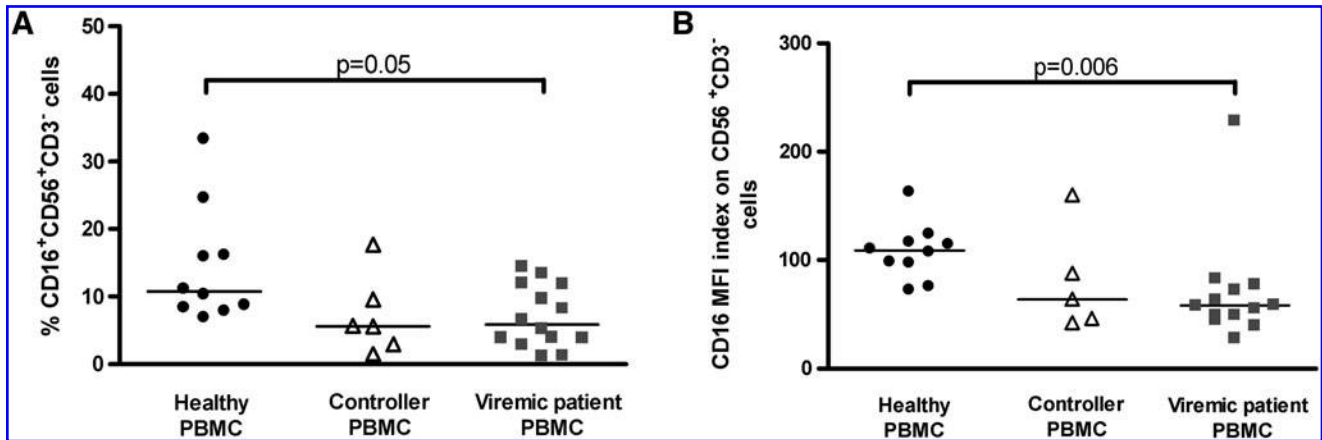 A
% CD16+CD56+CD3- cells
50
40
30
20
10
0
p=0.05
Healthy
PBMC
Controller
PBMC
Viremic patient
PBMC
B
CD16 MFI index on CD56 +CD3-
cells
300
200
100
0
p=0.006
Healthy
PBMC
Controller
PBMC
Viremic patient
PBMC